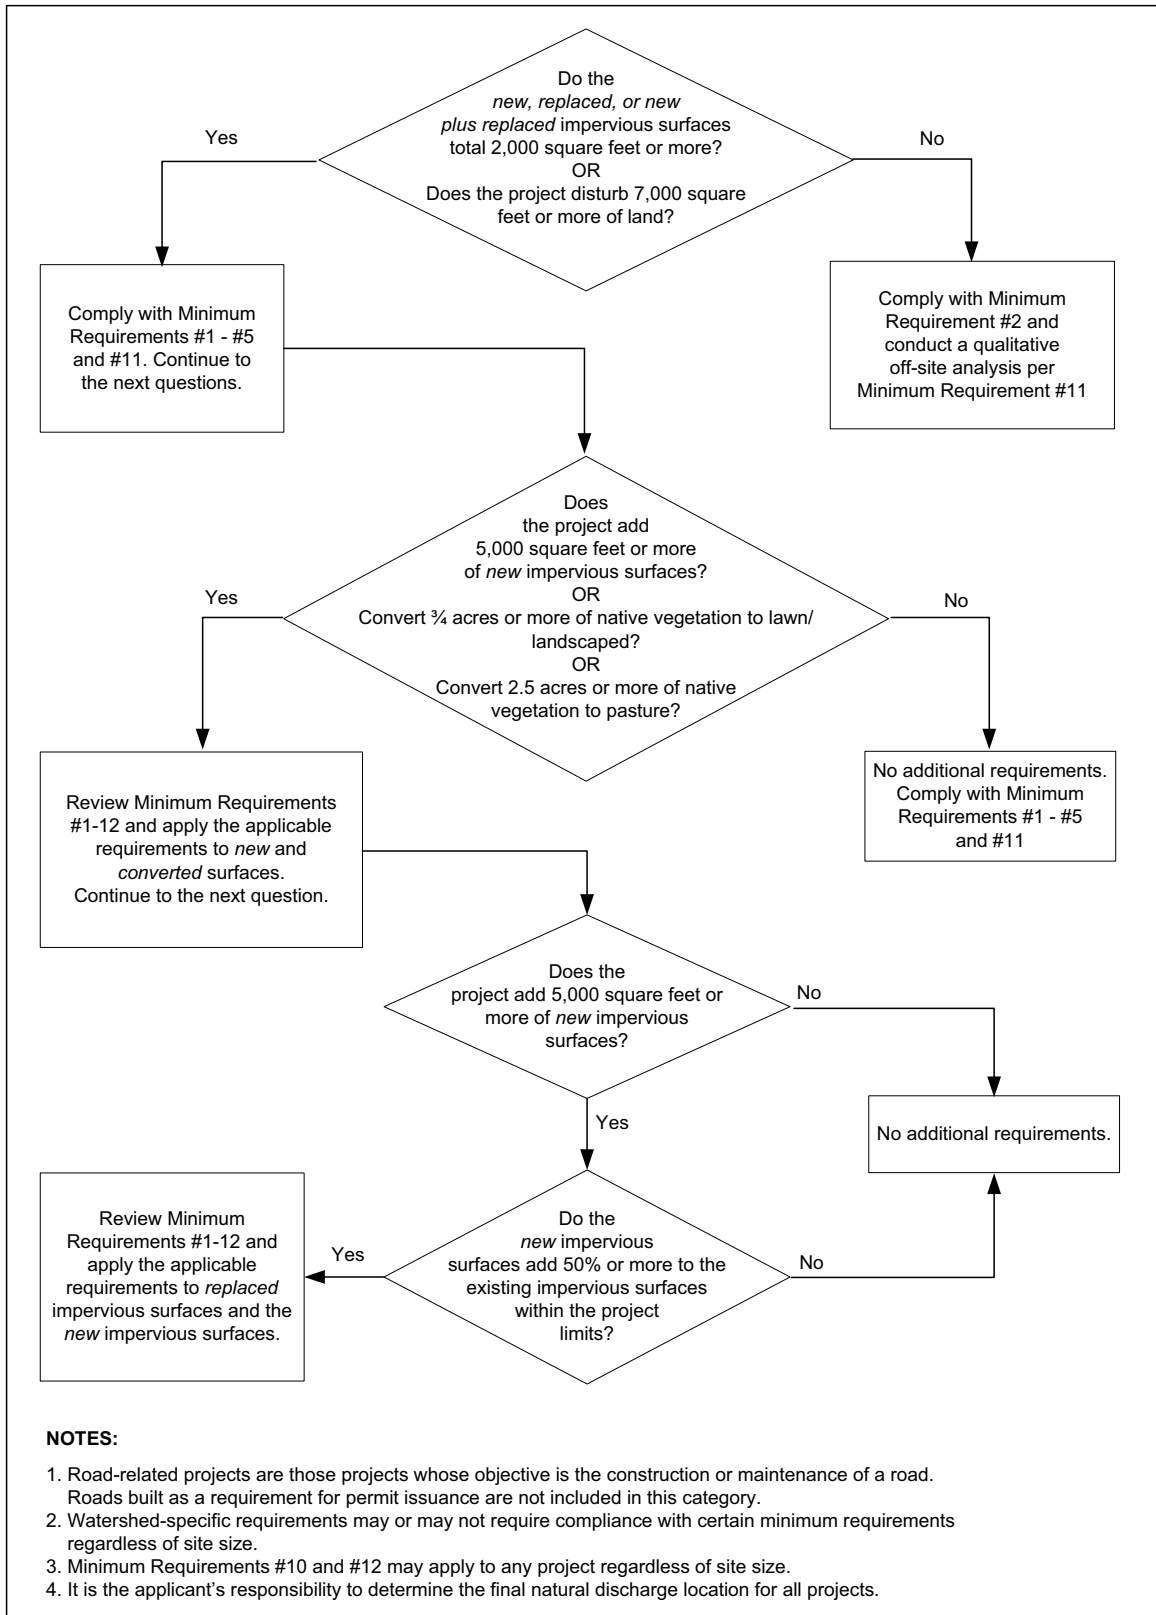 Do the
new, replaced, or new
plus replaced impervious surfaces
total 2,000 square feet or more?
OR
Does the project disturb 7,000 square
feet or more of land?
Yes
No
Comply with Minimum
Requirements #1 - #5
and #11. Continue to
the next questions.
Comply with Minimum
Requirement #2 and
conduct a qualitative
off-site analysis per
Minimum Requirement #11
Does
the project add
5,000 square feet or more
of new impervious surfaces?
OR
Convert ¾ acres or more of native vegetation to lawn/
landscaped?
OR
Convert 2.5 acres or more of native
vegetation to pasture?
Yes
No
Review Minimum Requirements
#1-12 and apply the applicable
requirements to new and
converted surfaces.
Continue to the next question.
No additional requirements.
Comply with Minimum
Requirements #1 - #5
and #11
Does the
project add 5,000 square feet or
more of new impervious
surfaces?
No
Yes
No additional requirements.
Do the
new impervious
surfaces add 50% or more to the
existing impervious surfaces
within the project
limits?
Yes
No
Review Minimum
Requirements #1-12 and
apply the applicable
requirements to replaced
impervious surfaces and the
new impervious surfaces.
NOTES:
1. Road-related projects are those projects whose objective is the construction or maintenance of a road.
Roads built as a requirement for permit issuance are not included in this category.
2. Watershed-specific requirements may or may not require compliance with certain minimum requirements
regardless of site size.
3. Minimum Requirements #10 and #12 may apply to any project regardless of site size.
4. It is the applicant's responsibility to determine the final natural discharge location for all projects.